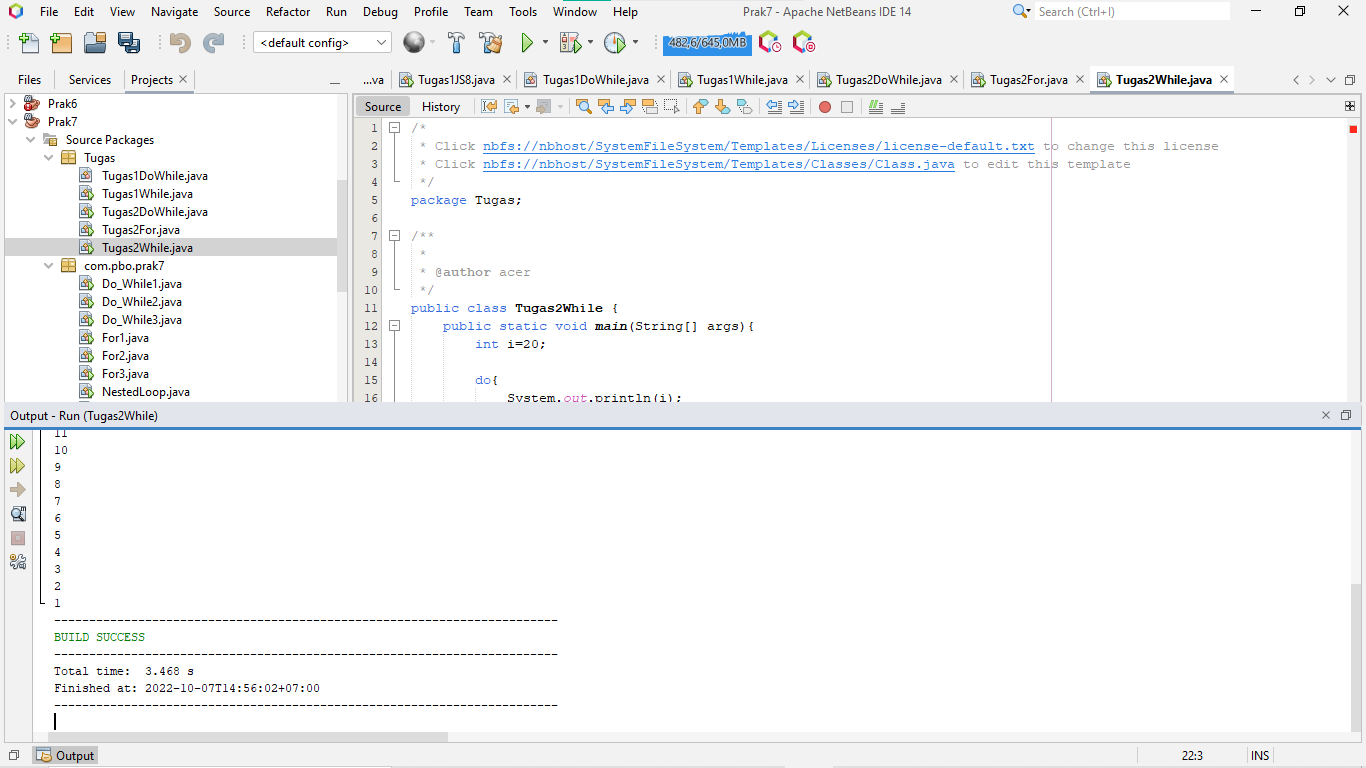 File Edit View Navigate Source Refactor Run Debug Profile Team Tools Window Help Prak7 - Apache NetBeans IDE 14 Search (Ctrl+I)
<default config> 482,6/645,0MB
Files Services Projects ...va Tugas1JS8.java Tugas1DoWhile.java Tugas1While.java Tugas2DoWhile.java Tugas2For.java Tugas2While.java
Source History
Prak6
Prak7
Source Packages
Tugas
Tugas1DoWhile.java
Tugas1While.java
Tugas2DoWhile.java
Tugas2For.java
Tugas2While.java
com.pbo.prak7
Do_While1.java
Do_While2.java
Do_While3.java
For1.java
For2.java
For3.java
NestedLoop.java
1 /*
2 * Click nbfs://nbhost/SystemFileSystem/Templates/Licenses/license-default.txt to change this license
3 * Click nbfs://nbhost/SystemFileSystem/Templates/Classes/Class.java to edit this template
4 */
5 package Tugas;
6
7 /**
8 *
9 * @author acer
10 */
11 public class Tugas2While {
12 public static void main(String[] args){
13 int i=20;
14
15 do{
16 System.out.println(i);
Output - Run (Tugas2While)
11
10
9
8
7
6
5
4
3
2
1
------------------------------------------------------------------------
BUILD SUCCESS
------------------------------------------------------------------------
Total time: 3.468 s
Finished at: 2022-10-07T14:56:02+07:00
------------------------------------------------------------------------
Output 22:3 INS